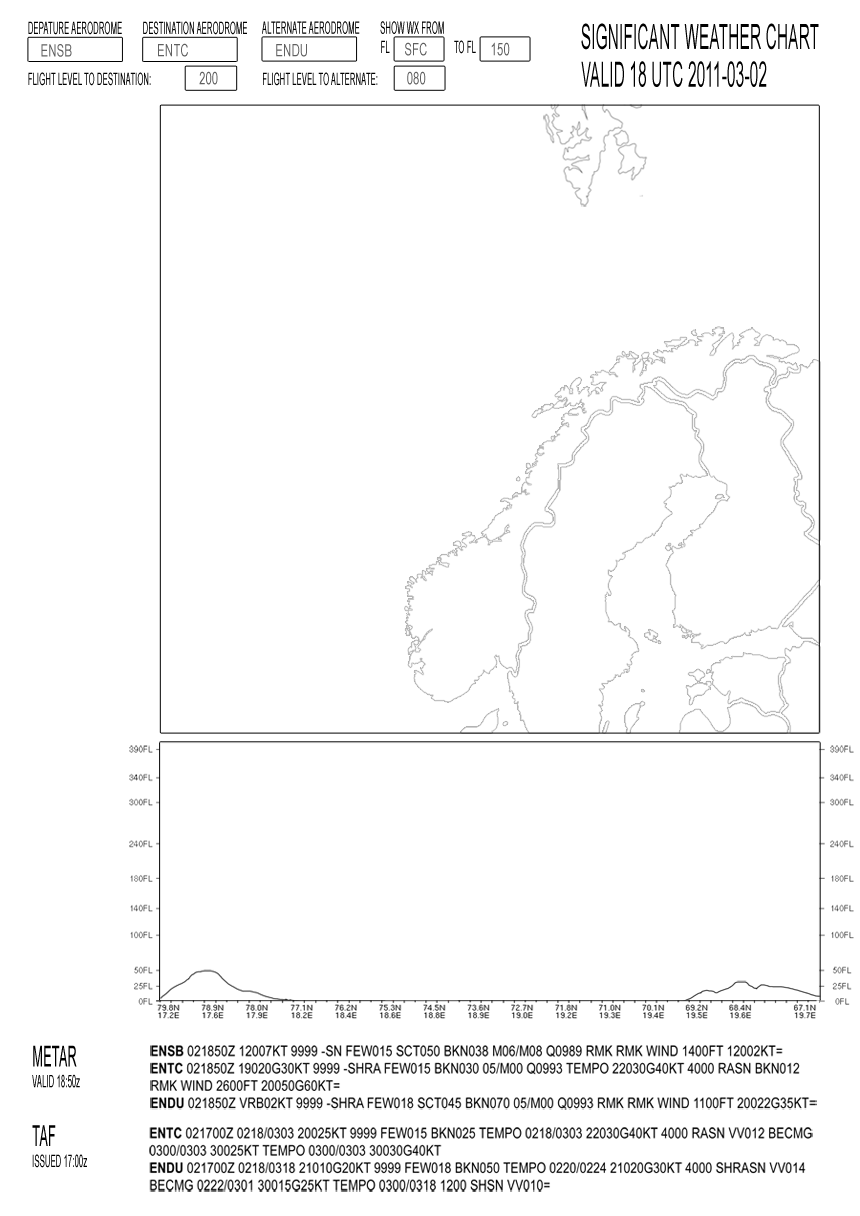 DEPATURE AERODROME DESTINATION AERODROME ALTERNATE AERODROME SHOW WX FROM
ENSB ENTC ENDU FL SFC TO FL 150
FLIGHT LEVEL TO DESTINATION: 200 FLIGHT LEVEL TO ALTERNATE: 080
SIGNIFICANT WEATHER CHART
VALID 18 UTC 2011-03-02
390FL 390FL
340FL 340FL
300FL 300FL
240FL 240FL
180FL 180FL
140FL 140FL
100FL 100FL
50FL 50FL
25FL 25FL
0FL 0FL
79.8N 78.9N 78.0N 77.1N 76.2N 75.3N 74.5N 73.6N 72.7N 71.8N 71.0N 70.1N 69.2N 68.4N 67.1N
17.2E 17.6E 17.9E 18.2E 18.4E 18.6E 18.8E 18.9E 19.0E 19.2E 19.3E 19.4E 19.5E 19.6E 19.7E
METAR
VALID 18:50z
ENSB 021850Z 12007KT 9999 -SN FEW015 SCT050 BKN038 M06/M08 Q0989 RMK RMK WIND 1400FT 12002KT=
ENTC 021850Z 19020G30KT 9999 -SHRA FEW015 BKN030 05/M00 Q0993 TEMPO 22030G40KT 4000 RASN BKN012
RMK WIND 2600FT 20050G60KT=
ENDU 021850Z VRB02KT 9999 -SHRA FEW018 SCT045 BKN070 05/M00 Q0993 RMK RMK WIND 1100FT 20022G35KT=
TAF
ISSUED 17:00z
ENTC 021700Z 0218/0303 20025KT 9999 FEW015 BKN025 TEMPO 0218/0303 22030G40KT 4000 RASN VV012 BECMG
0300/0303 30025KT TEMPO 0300/0303 30030G40KT
ENDU 021700Z 0218/0318 21010G20KT 9999 FEW018 BKN050 TEMPO 0220/0224 21020G30KT 4000 SHRASN VV014
BECMG 0222/0301 30015G25KT TEMPO 0300/0318 1200 SHSN VV010=